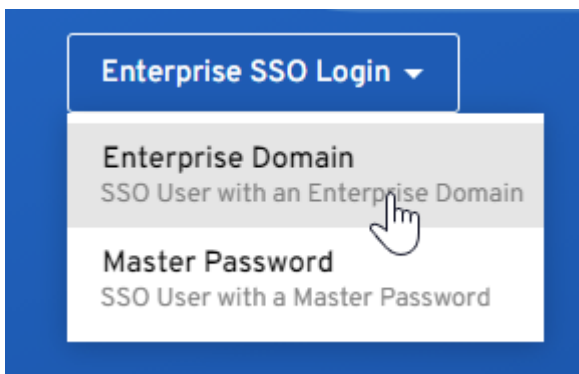 Enterprise SSO Login
Enterprise Domain
SSO User with an Enterprise Domain
Master Password
SSO User with a Master Password